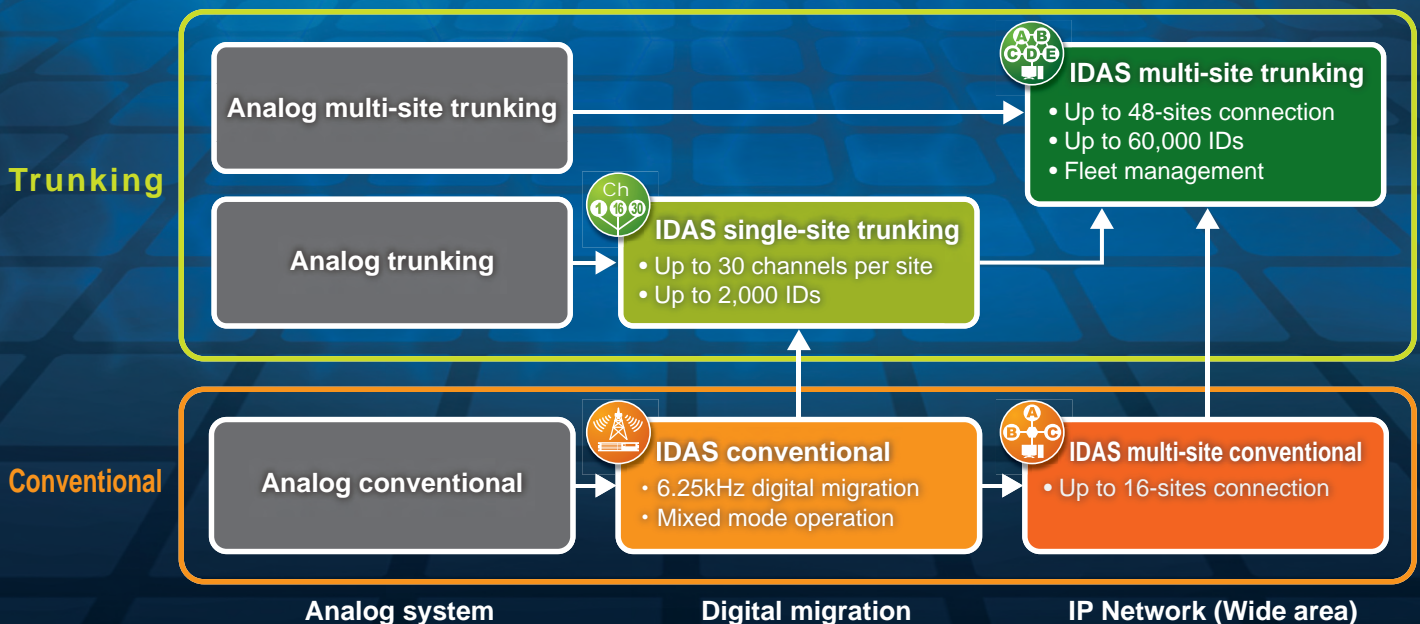 Trunking
Analog multi-site trunking
A B
C D E
IDAS multi-site trunking
• Up to 48-sites connection
• Up to 60,000 IDs
• Fleet management
Analog trunking
Ch
1 16 30
IDAS single-site trunking
• Up to 30 channels per site
• Up to 2,000 IDs
Conventional
Analog conventional
IDAS conventional
・6.25kHz digital migration
・Mixed mode operation
A
B C
IDAS multi-site conventional
• Up to 16-sites connection
Analog system
Digital migration
IP Network (Wide area)